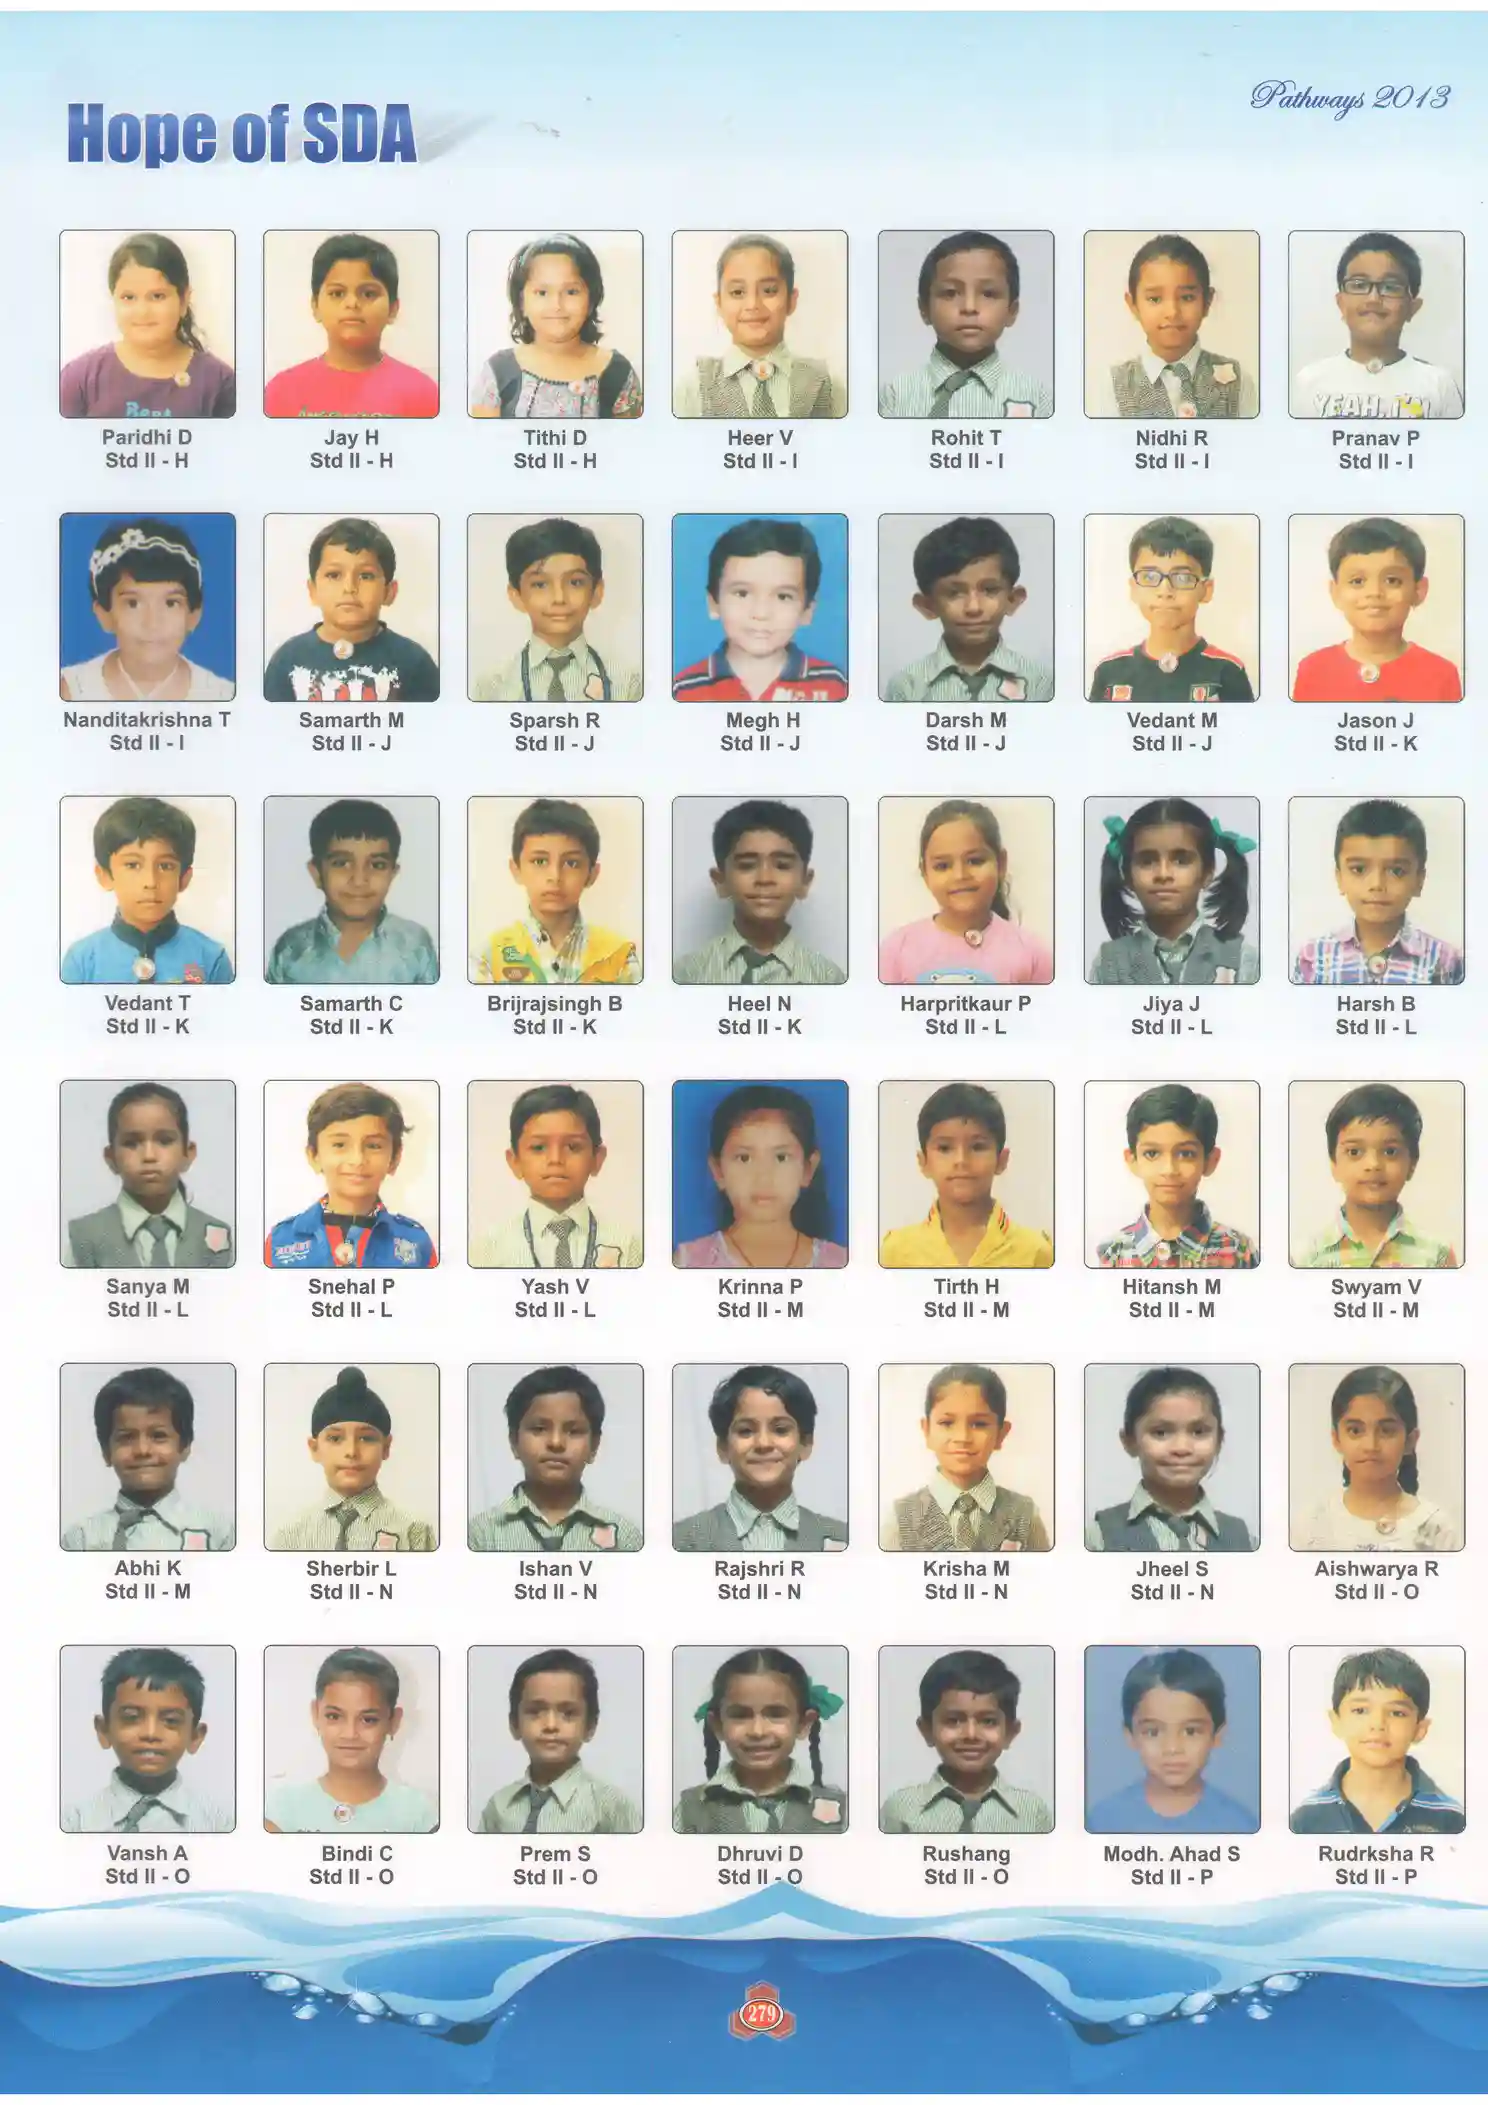 Pathways 2013
Hope of SDA
Paridhi D Jay H Tithi D Heer V Rohit T Nidhi R Pranav P
Std II - H Std II - H Std II - H Std II - I Std II - I Std II - I Std II - I
Nanditakrishna T Samarth M Sparsh R Megh H Darsh M Vedant M Jason J
Std II - I Std II - J Std II - J Std II - J Std II - J Std II - J Std II - K
Vedant T Samarth C Brijrajsingh B Heel N Harpritkaur P Jiya J Harsh B
Std II - K Std II - K Std II - K Std II - K Std II - L Std II - L Std II - L
Sanya M Snehal P Yash V Krinna P Tirth H Hitansh M Swyam V
Std II - L Std II - L Std II - L Std II - M Std II - M Std II - M Std II - M
Abhi K Sherbir L Ishan V Rajshri R Krisha M Jheel S Aishwarya R
Std II - M Std II - N Std II - N Std II - N Std II - N Std II - N Std II - O
Vansh A Bindi C Prem S Dhruvi D Rushang Modh. Ahad S Rudrksha R
Std II - O Std II - O Std II - O Std II - O Std II - O Std II - P Std II - P
279